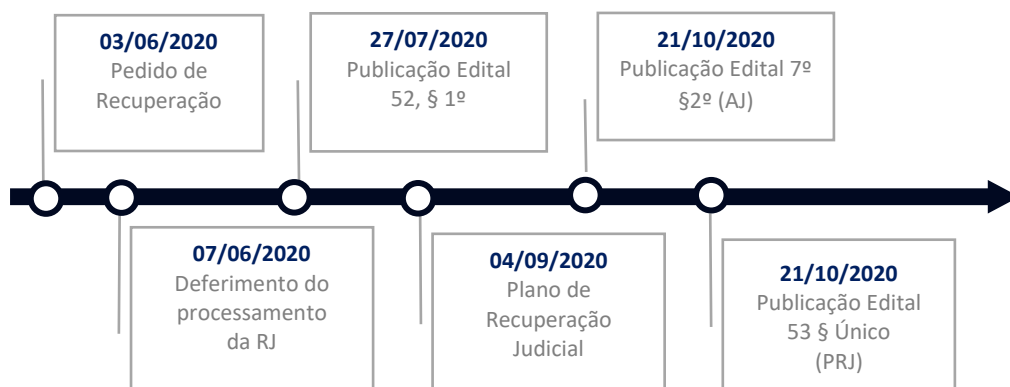 03/06/2020
Pedido de
Recuperação
27/07/2020
Publicação Edital
52, § 1º
21/10/2020
Publicação Edital 7º
§2º (AJ)
07/06/2020
Deferimento do
processamento
da RJ
04/09/2020
Plano de
Recuperação
Judicial
21/10/2020
Publicação Edital
53 § Único
(PRJ)